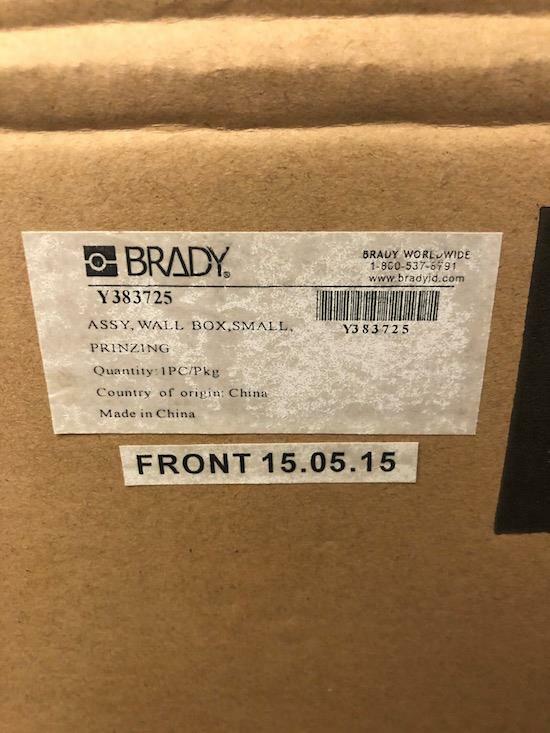 BRADY®
Y383725
ASSY, WALL BOX,SMALL,
PRINZING
Quantity: 1PC/Pkg
Country of origin: China
Made in China
BRADY WORLDWIDE
1-800-537-8791
www.bradyid.com
Y383725
FRONT 15.05.15